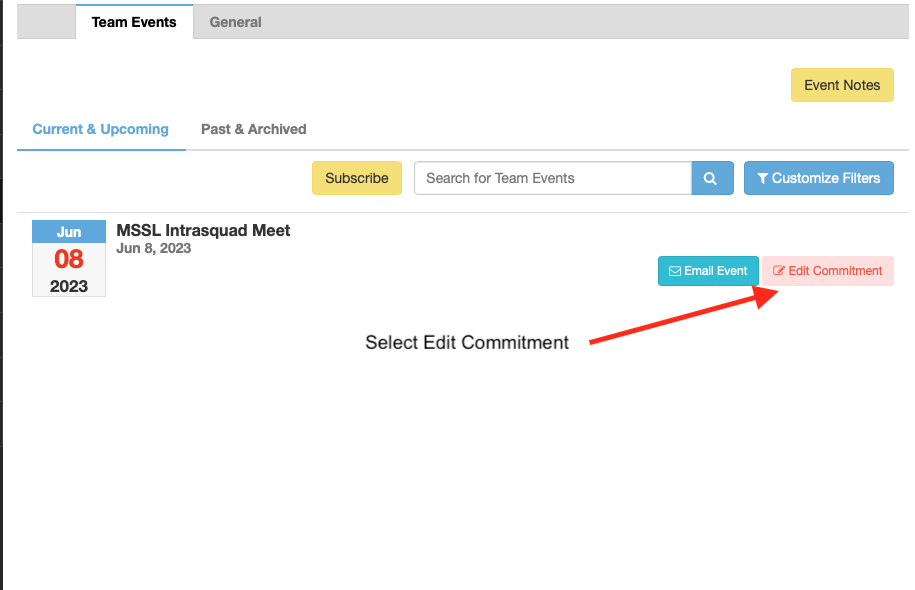 Team Events General
Event Notes
Current & Upcoming Past & Archived
Subscribe Search for Team Events Customize Filters
Jun MSSL Intrasquad Meet
Jun 8, 2023
08
Email Event Edit Commitment
2023
Select Edit Commitment